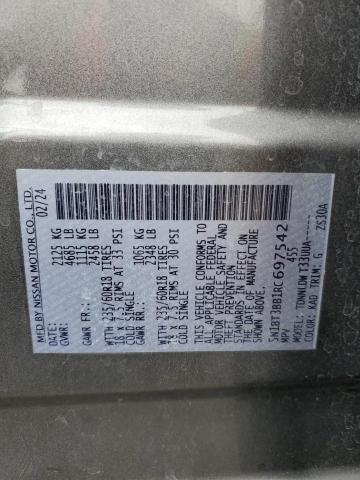 MFD BY NISSAN MOTOR CO., LTD.
DATE: 02/24
GVWR: 2125 KG
4685 LB
GAWR FR.: 1115 KG
2458 LB
WITH 235/60R18 TIRES
18 x 7.5 RIMS AT 33 PSI
COLD SINGLE
GAWR RR.: 1065 KG
2348 LB
WITH 235/60R18 TIRES
18 x 7.5 RIMS AT 30 PSI
COLD SINGLE
THIS VEHICLE CONFORMS TO
ALL APPLICABLE FEDERAL
MOTOR VEHICLE SAFETY AND
THEFT PREVENTION
STANDARDS IN EFFECT ON
THE DATE OF MANUFACTURE
SHOWN ABOVE.
697542
MPV 455
MODEL:
COLOR: KAD TRIM: G ZS30A